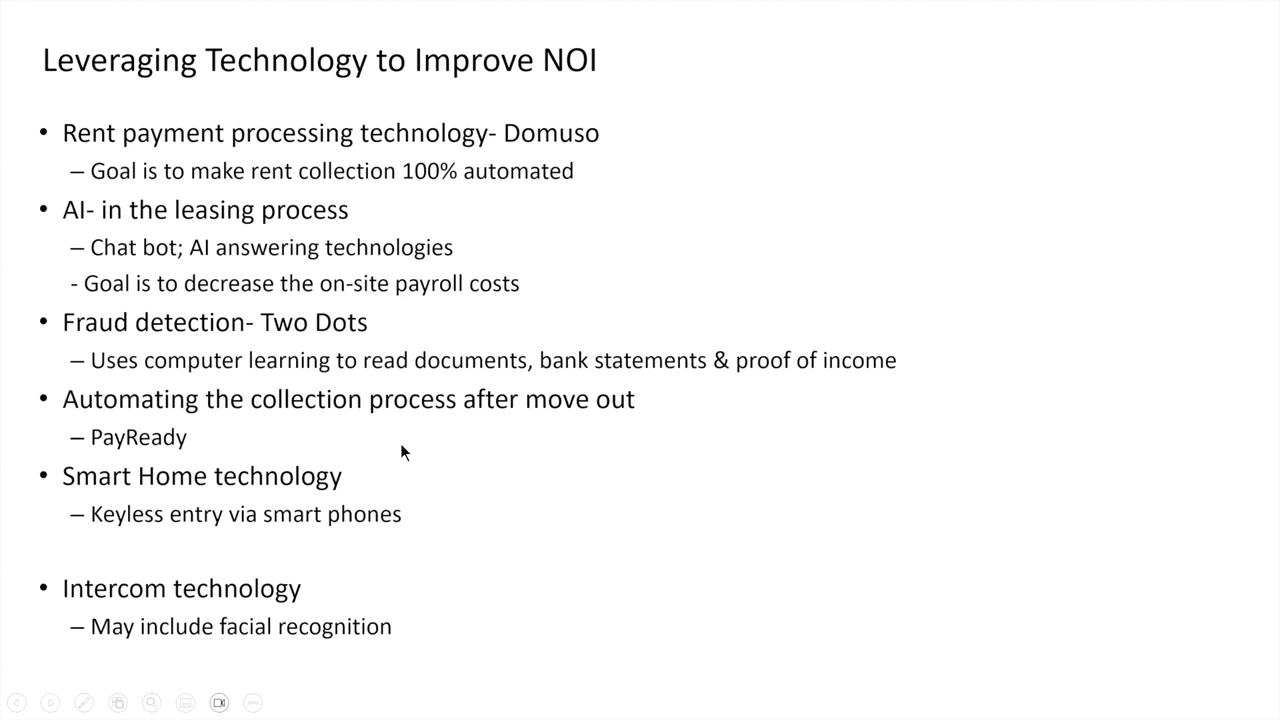 Leveraging Technology to Improve NOI
• Rent payment processing technology- Domuso
– Goal is to make rent collection 100% automated
• AI- in the leasing process
– Chat bot; AI answering technologies
- Goal is to decrease the on-site payroll costs
• Fraud detection- Two Dots
– Uses computer learning to read documents, bank statements & proof of income
• Automating the collection process after move out
– PayReady
• Smart Home technology
– Keyless entry via smart phones
• Intercom technology
– May include facial recognition